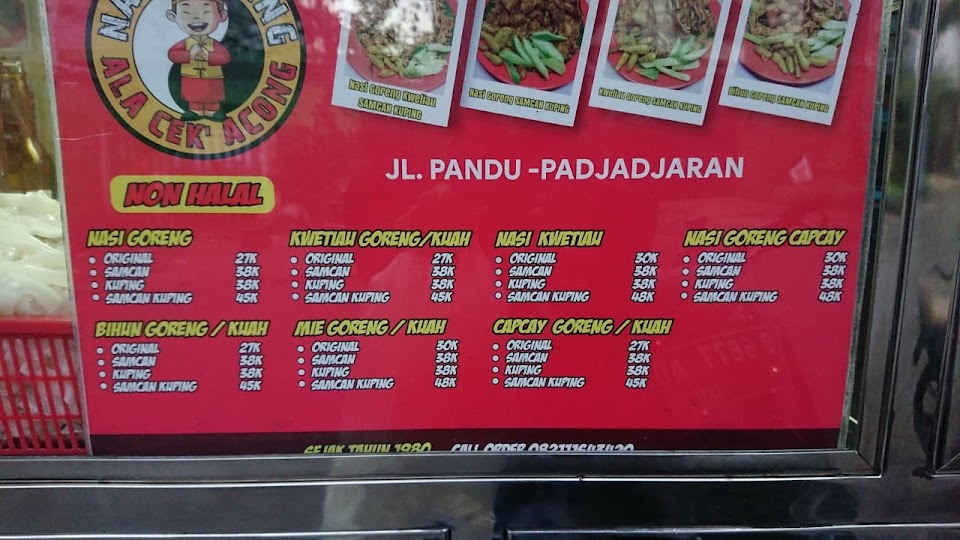 ALA CEK' ACONG
Nasi Goreng Kwetiau
SAMCAN KUPING
Nasi Goreng SAMCAN KUPING
Kwetiau Goreng SAMCAN KUPING
Bihun Goreng SAMCAN KUPING
JL. PANDU -PADJADJARAN
NON HALAL
NASI GORENG
• ORIGINAL 27K
• SAMCAN 38K
• KUPING 38K
• SAMCAN KUPING 45K
KWETIAU GORENG/KUAH
• ORIGINAL 27K
• SAMCAN 38K
• KUPING 38K
• SAMCAN KUPING 45K
NASI KWETIAU
• ORIGINAL 30K
• SAMCAN 38K
• KUPING 38K
• SAMCAN KUPING 48K
NASI GORENG CAPCAY
• ORIGINAL 30K
• SAMCAN 38K
• KUPING 38K
• SAMCAN KUPING 48K
BIHUN GORENG / KUAH
• ORIGINAL 27K
• SAMCAN 38K
• KUPING 38K
• SAMCAN KUPING 45K
MIE GORENG / KUAH
• ORIGINAL 30K
• SAMCAN 38K
• KUPING 38K
• SAMCAN KUPING 48K
CAPCAY GORENG / KUAH
• ORIGINAL 27K
• SAMCAN 38K
• KUPING 38K
• SAMCAN KUPING 45K
SEJAK TAHUN 1980 CALL ORDER